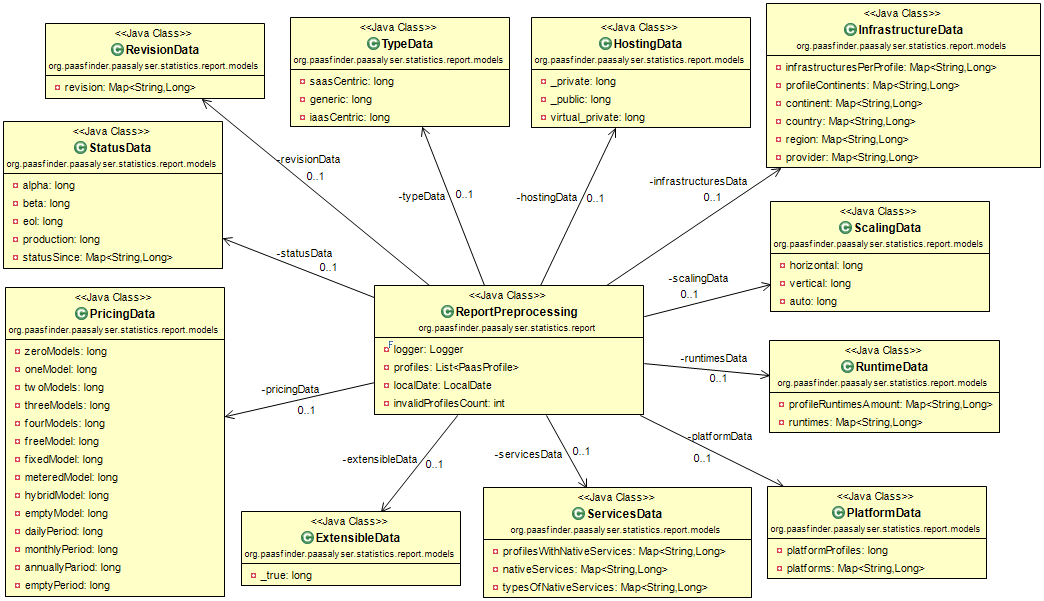 <<Java Class>>
RevisionData
org.paasfinder.paasalyser.statistics.report.models
revision: Map<String,Long>
<<Java Class>>
TypeData
org.paasfinder.paasalyser.statistics.report.models
saasCentric: long
generic: long
iaasCentric: long
<<Java Class>>
HostingData
org.paasfinder.paasalyser.statistics.report.models
_private: long
_public: long
virtual_private: long
<<Java Class>>
InfrastructureData
org.paasfinder.paasalyser.statistics.report.models
infrastructuresPerProfile: Map<String,Long>
profileContinents: Map<String,Long>
continent: Map<String,Long>
country: Map<String,Long>
region: Map<String,Long>
provider: Map<String,Long>
<<Java Class>>
StatusData
org.paasfinder.paasalyser.statistics.report.models
alpha: long
beta: long
eol: long
production: long
statusSince: Map<String,Long>
-revisionData
0..1
-typeData
0..1
-hostingData
0..1
-infrastructuresData
0..1
<<Java Class>>
ScalingData
org.paasfinder.paasalyser.statistics.report.models
horizontal: long
vertical: long
auto: long
-statusData
0..1
-scalingData
0..1
<<Java Class>>
PricingData
org.paasfinder.paasalyser.statistics.report.models
zeroModels: long
oneModel: long
twoModels: long
threeModels: long
fourModels: long
freeModel: long
fixedModel: long
meteredModel: long
hybridModel: long
emptyModel: long
dailyPeriod: long
monthlyPeriod: long
annuallyPariod: long
emptyPeriod: long
<<Java Class>>
ReportPreprocessing
org.paasfinder.paasalyser.statistics.report
F
logger: Logger
profiles: List<PaasProfile>
localDate: LocalDate
invalidProfilesCount: int
-runtimesData
0..1
<<Java Class>>
RuntimeData
org.paasfinder.paasalyser.statistics.report.models
profileRuntimesAmount: Map<String,Long>
runtimes: Map<String,Long>
-pricingData
0..1
-extensibleData
0..1
-servicesData
0..1
-platformData
0..1
<<Java Class>>
ExtensibleData
org.paasfinder.paasalyser.statistics.report.models
_true: long
<<Java Class>>
ServicesData
org.paasfinder.paasalyser.statistics.report.models
profilesWithNativeServices: Map<String,Long>
nativeServices: Map<String,Long>
typesOfNativeServices: Map<String,Long>
<<Java Class>>
PlatformData
org.paasfinder.paasalyser.statistics.report.models
platformProfiles: long
platforms: Map<String,Long>